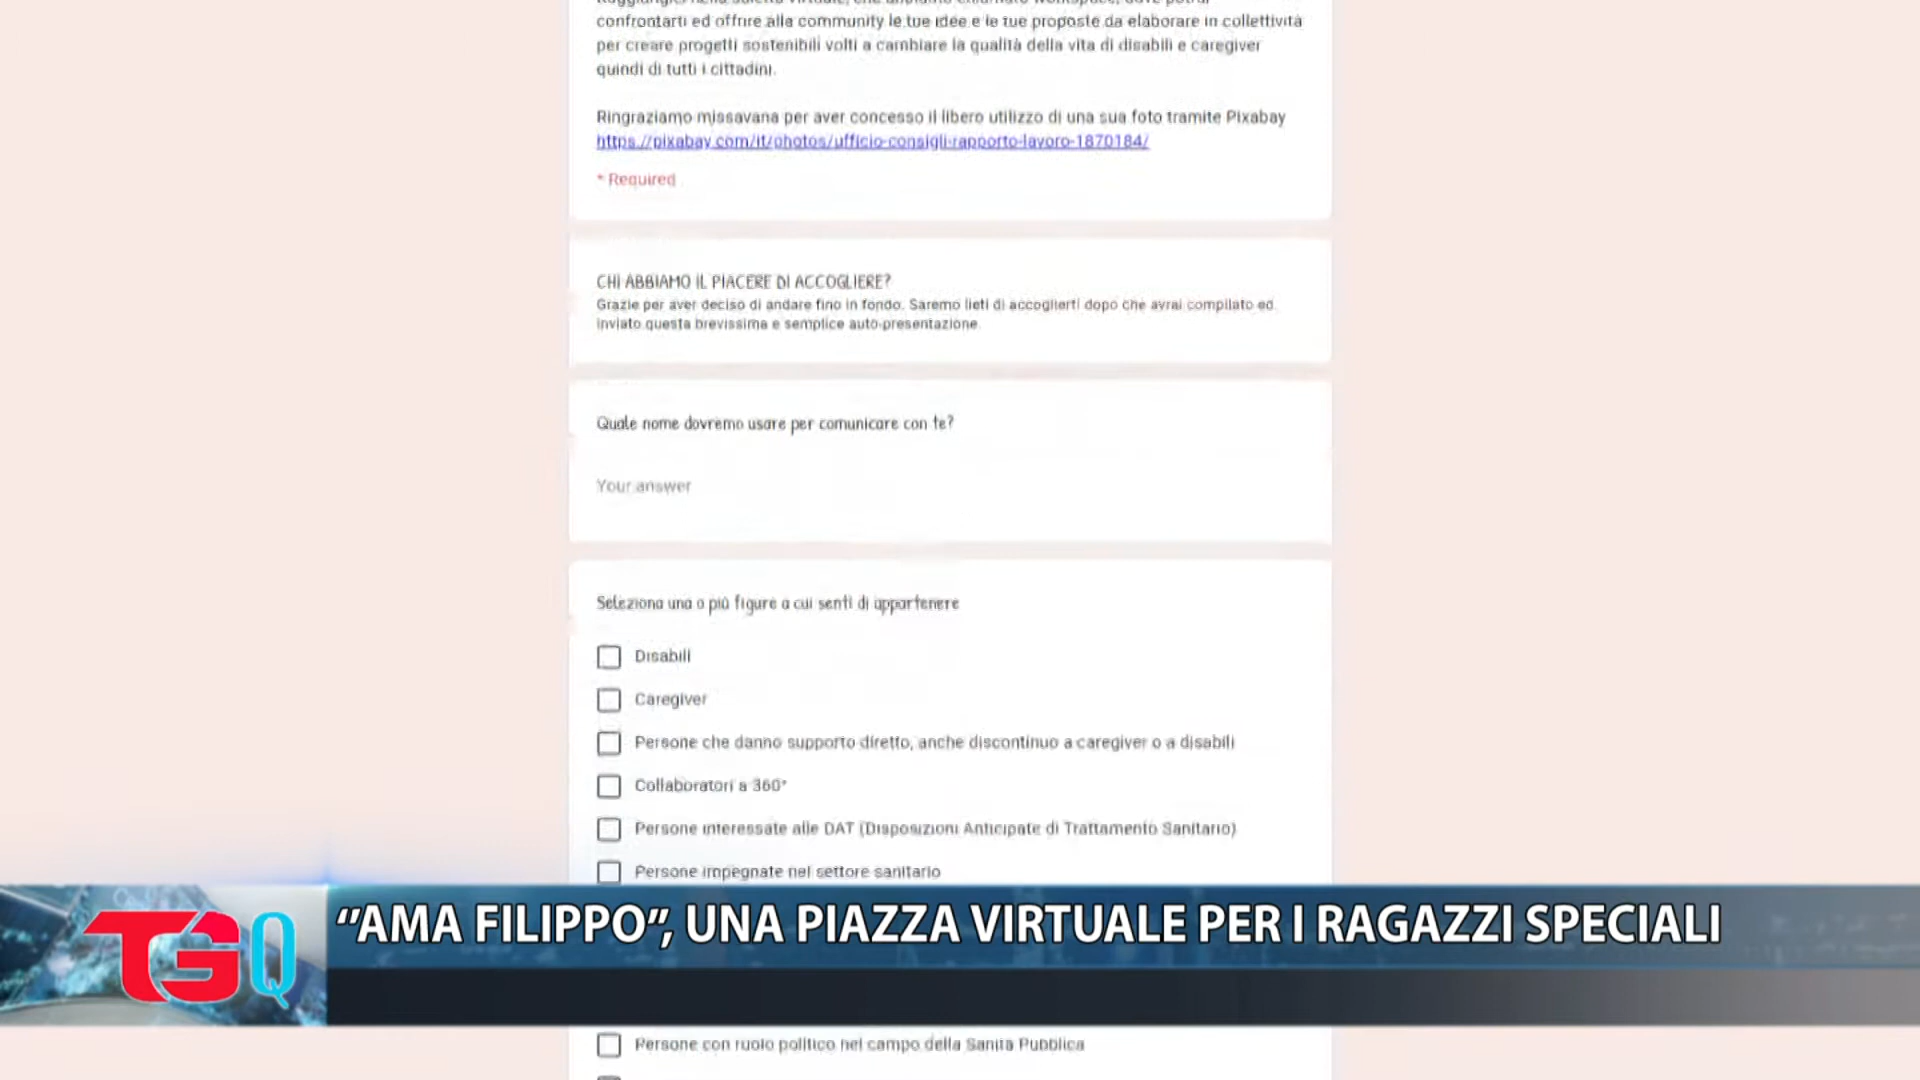 confrontarti ed offrire alla community le tue idee e le tue proposte da elaborare in collettività
per creare progetti sostenibili volti a cambiare la qualità della vita di disabili e caregiver
quindi di tutti i cittadini.
Ringraziamo missavana per aver concesso il libero utilizzo di una sua foto tramite Pixabay
https://pixabay.com/it/photos/ufficio-consigli-rapporto-lavoro-1870184/
* Required
CHI ABBIAMO IL PIACERE DI ACCOGLIERE?
Grazie per aver deciso di andare fino in fondo. Saremo lieti di accoglierti dopo che avrai compilato ed
inviato questa brevissima e semplice auto-presentazione
Quale nome dovremo usare per comunicare con te?
Your answer
Seleziona una o più figure a cui senti di appartenere
Disabili
Caregiver
Persone che danno supporto diretto, anche discontinuo a caregiver o a disabili
Collaboratori a 360°
Persone interessate alle DAT (Disposizioni Anticipate di Trattamento Sanitario)
Persone impegnate nel settore sanitario
TGQ
“AMA FILIPPO”, UNA PIAZZA VIRTUALE PER I RAGAZZI SPECIALI
Persone con ruolo politico nel campo della Sanità Pubblica